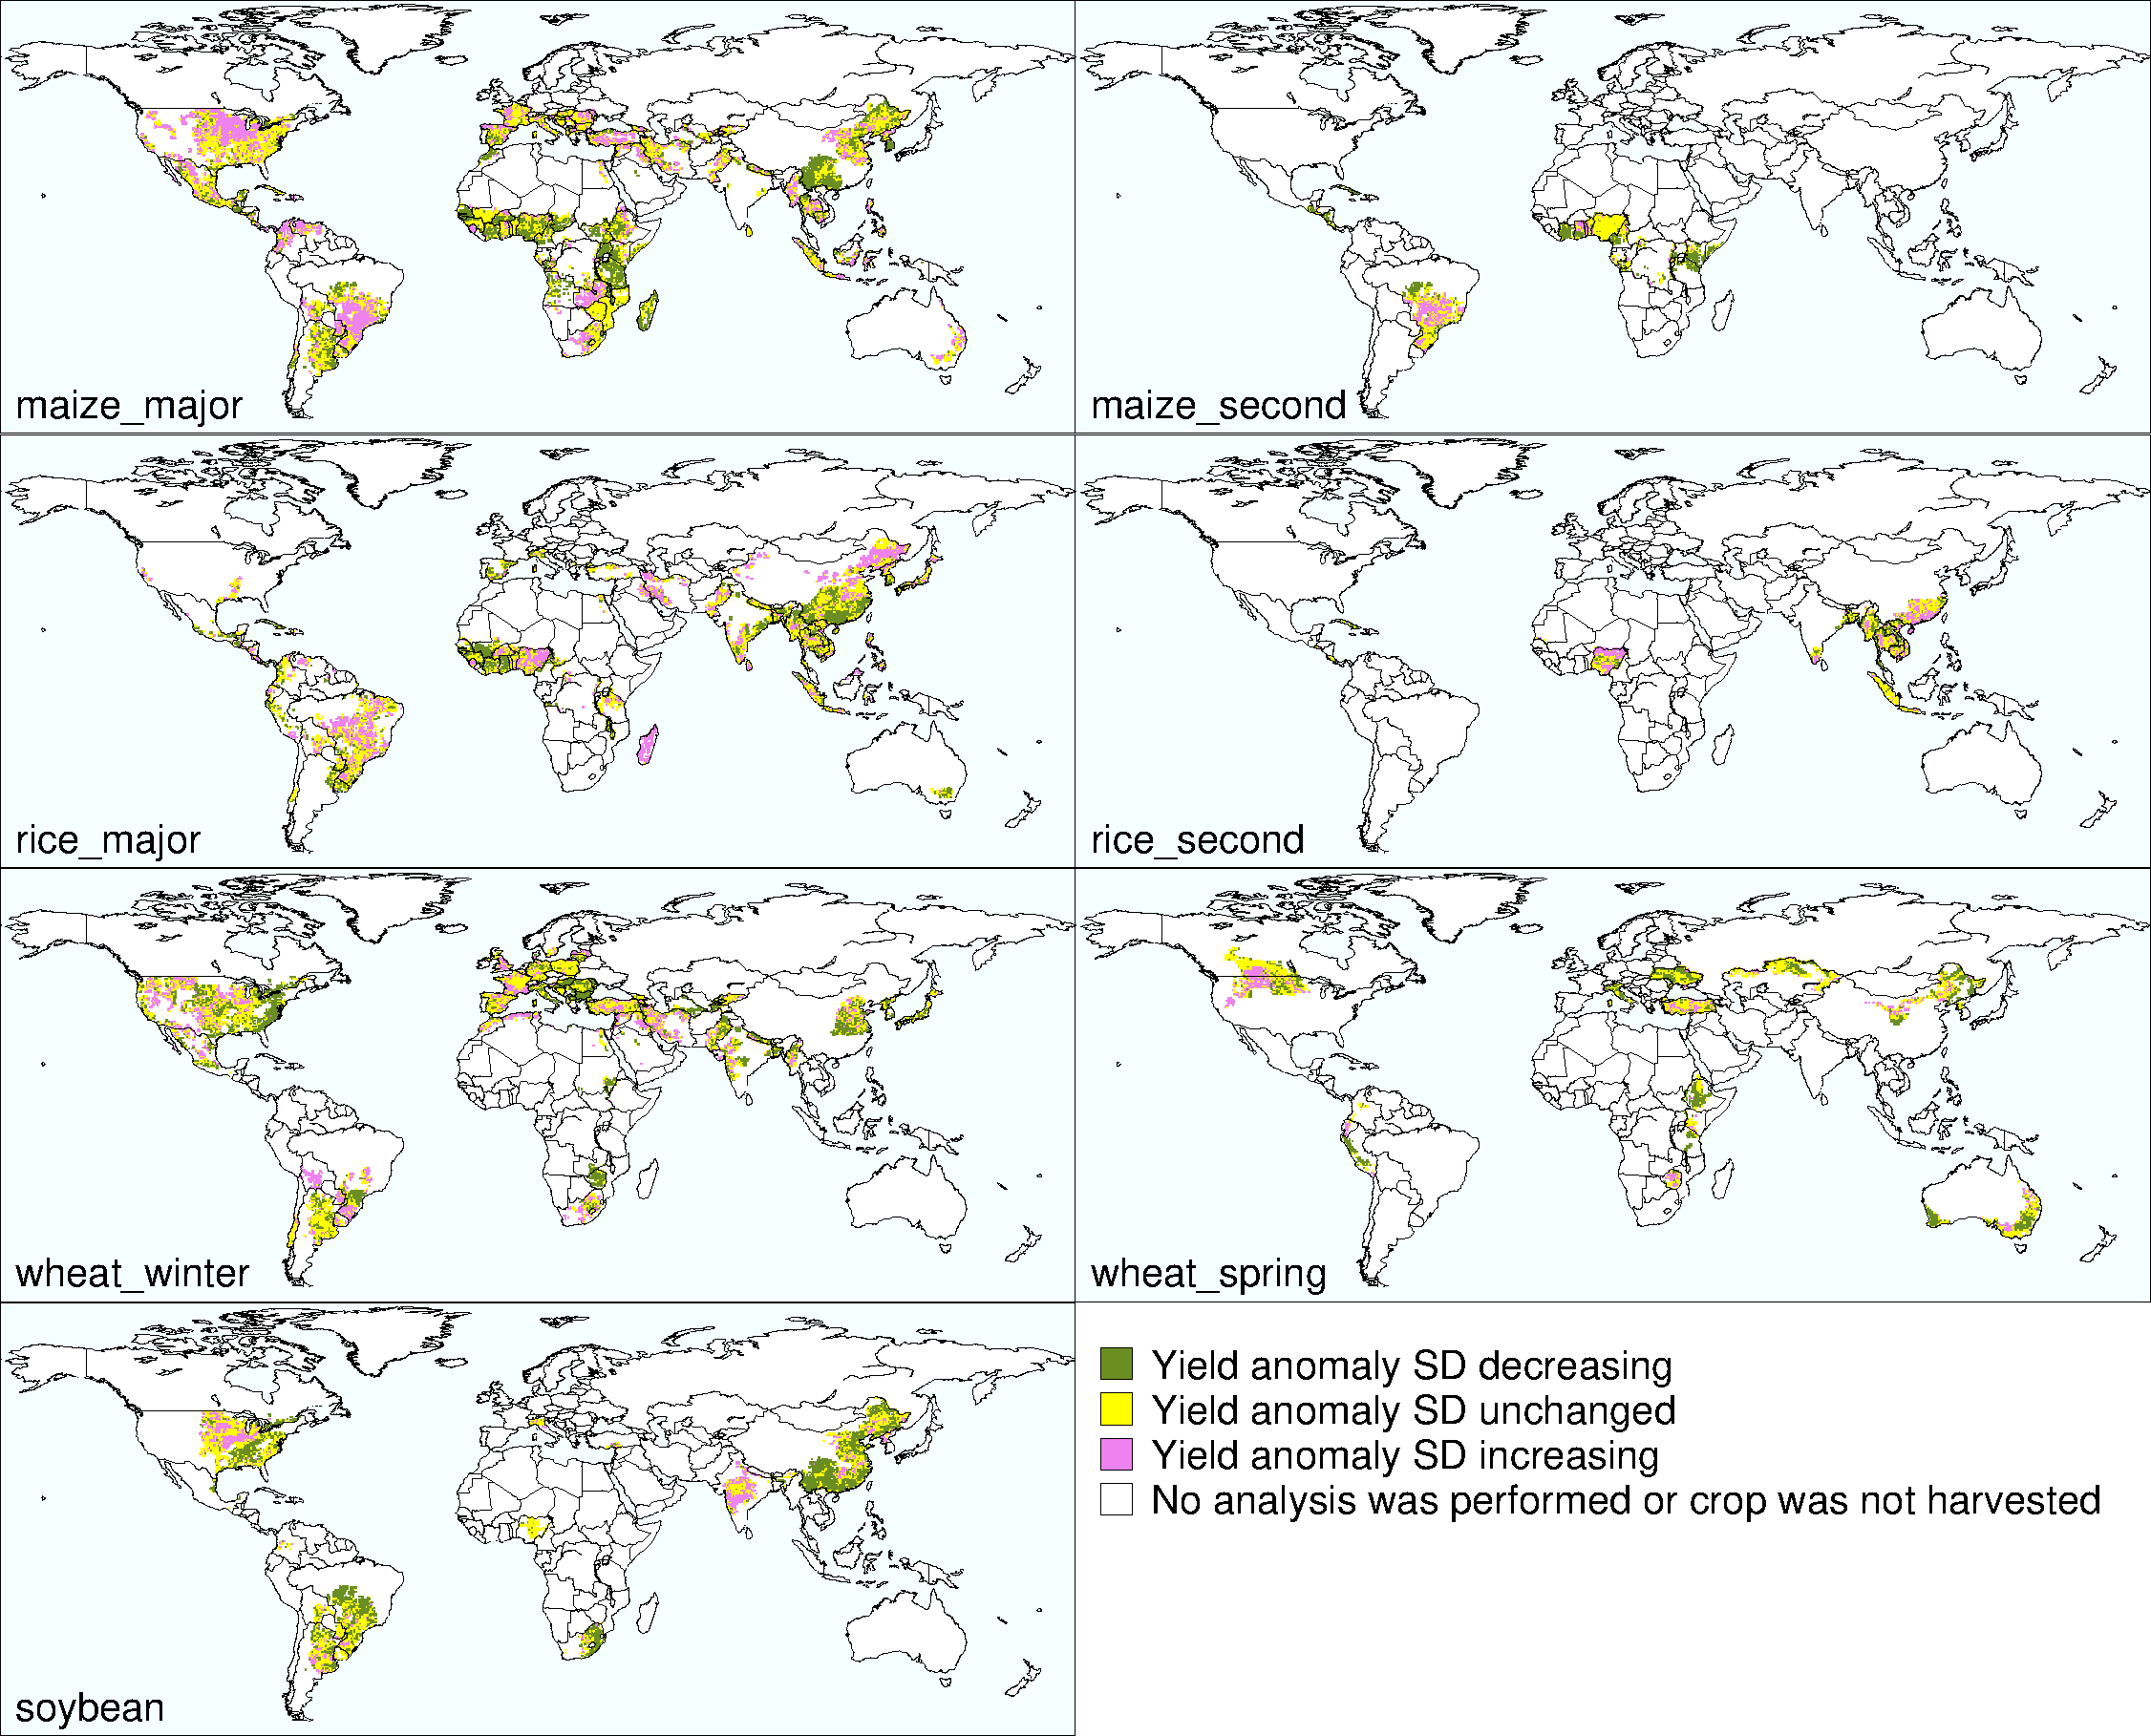 maize_major
maize_second
rice_major
rice_second
wheat_winter
wheat_spring
soybean
Yield anomaly SD decreasing
Yield anomaly SD unchanged
Yield anomaly SD increasing
No analysis was performed or crop was not harvested